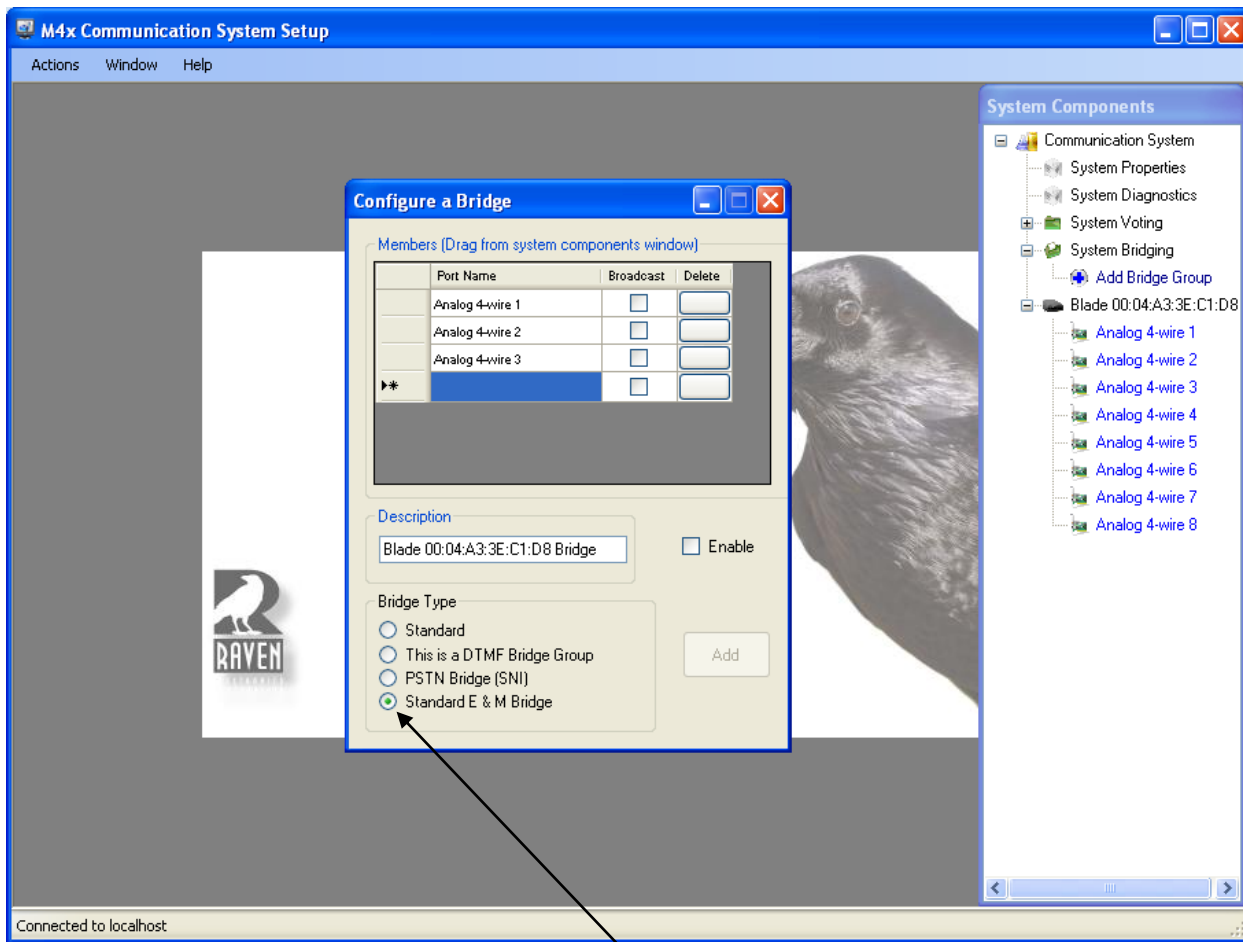 M4x Communication System Setup
Actions Window Help
System Components
Communication System
System Properties
System Diagnostics
System Voting
System Bridging
Add Bridge Group
Blade 00:04:A3:3E:C1:D8
Analog 4-wire 1
Analog 4-wire 2
Analog 4-wire 3
Analog 4-wire 4
Analog 4-wire 5
Analog 4-wire 6
Analog 4-wire 7
Analog 4-wire 8
Configure a Bridge
Members (Drag from system components window)
Port Name Broadcast Delete
Analog 4-wire 1
Analog 4-wire 2
Analog 4-wire 3
Description
Blade 00:04:A3:3E:C1:D8 Bridge
Enable
Bridge Type
Standard
This is a DTMF Bridge Group
PSTN Bridge (SNI)
Standard E & M Bridge
Add
RAVEN
Connected to localhost